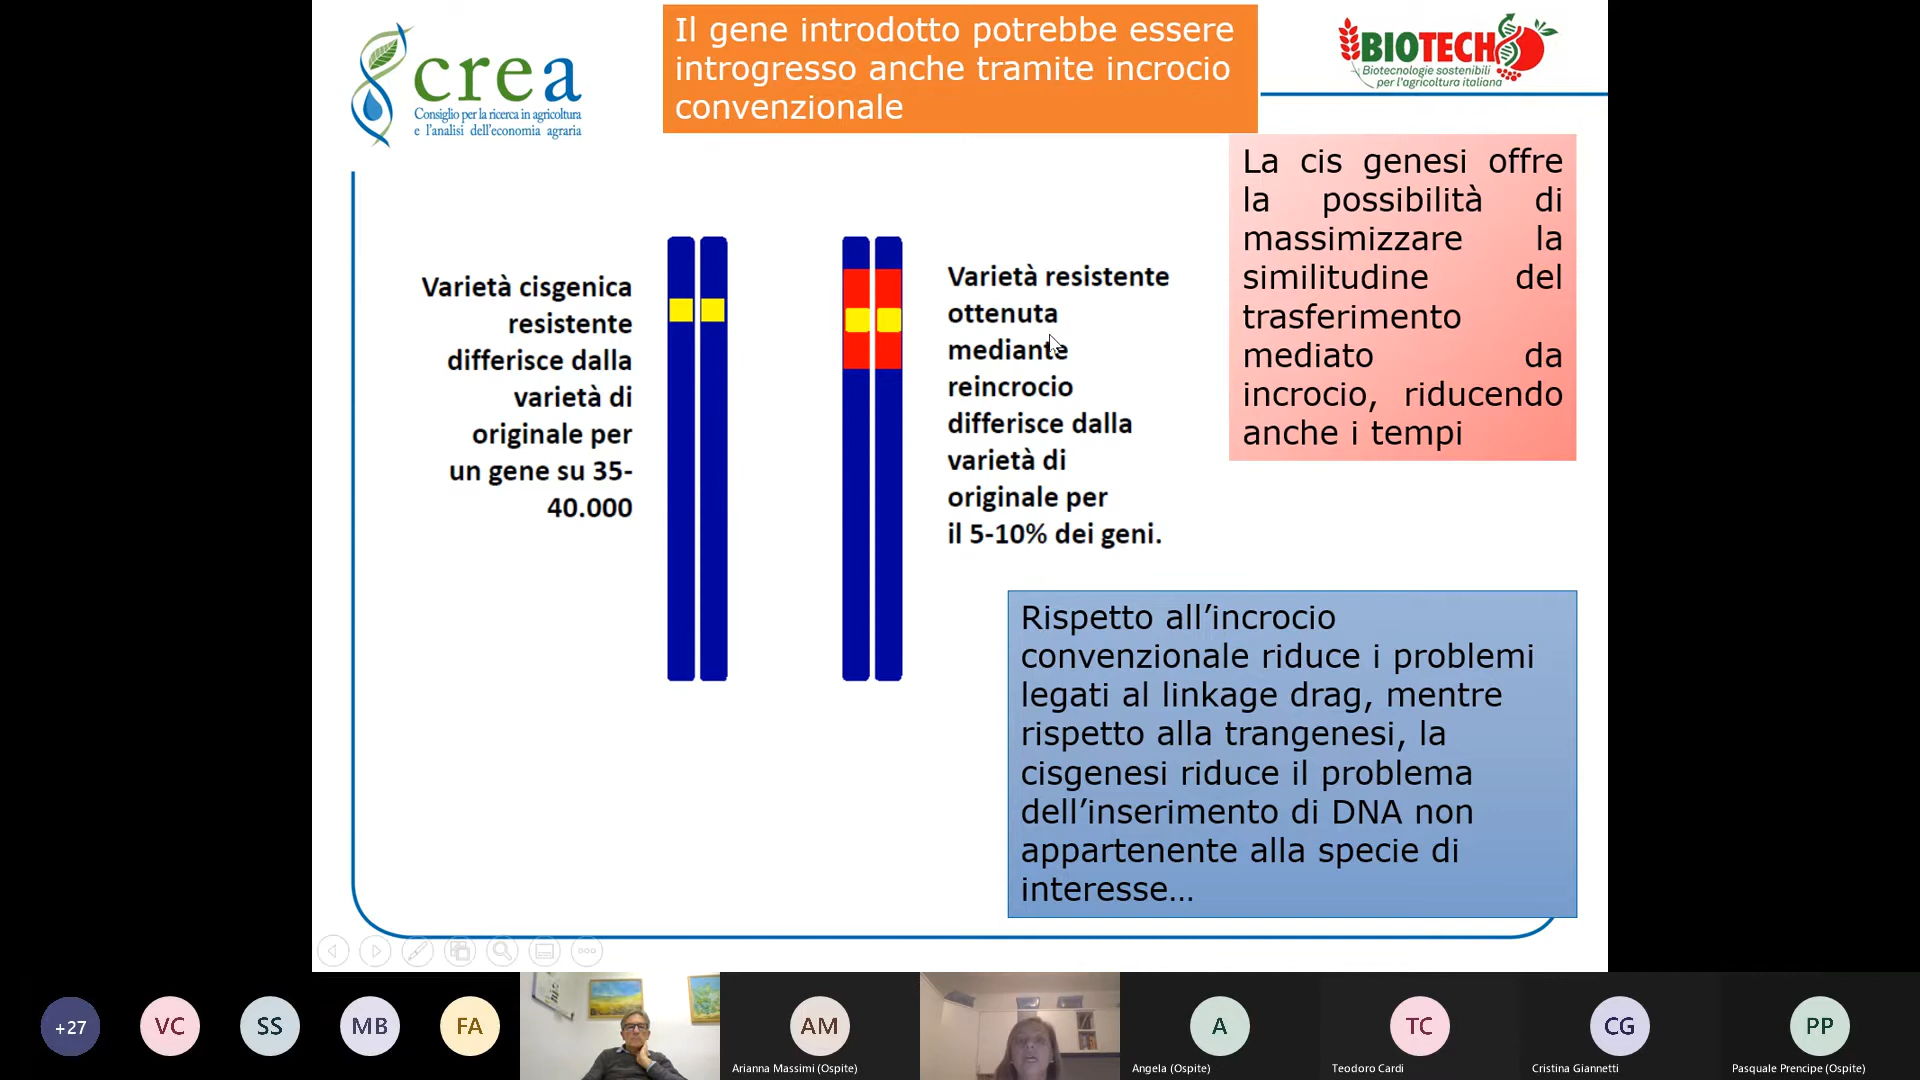 crea
Consiglio per la ricerca in agricoltura
e l'analisi dell'economia agraria
Il gene introdotto potrebbe essere
introgresso anche tramite incrocio
convenzionale
BIOTECH
Biotecnologie sostenibili
per l'agricoltura italiana
La cis genesi offre
la possibilità di
massimizzare la
similitudine del
trasferimento
mediato da
incrocio, riducendo
anche i tempi
Varietà cisgenica
resistente
differisce dalla
varietà di
originale per
un gene su 35-
40.000
Varietà resistente
ottenuta
mediante
reincrocio
differisce dalla
varietà di
originale per
il 5-10% dei geni.
Rispetto all’incrocio
convenzionale riduce i problemi
legati al linkage drag, mentre
rispetto alla trangenesi, la
cisgenesi riduce il problema
dell’inserimento di DNA non
appartenente alla specie di
interesse…
+27
VC
SS
MB
FA
AM
Arianna Massimi (Ospite)
A
Angela (Ospite)
TC
Teodoro Cardi
CG
Cristina Giannetti
PP
Pasquale Prencipe (Ospite)